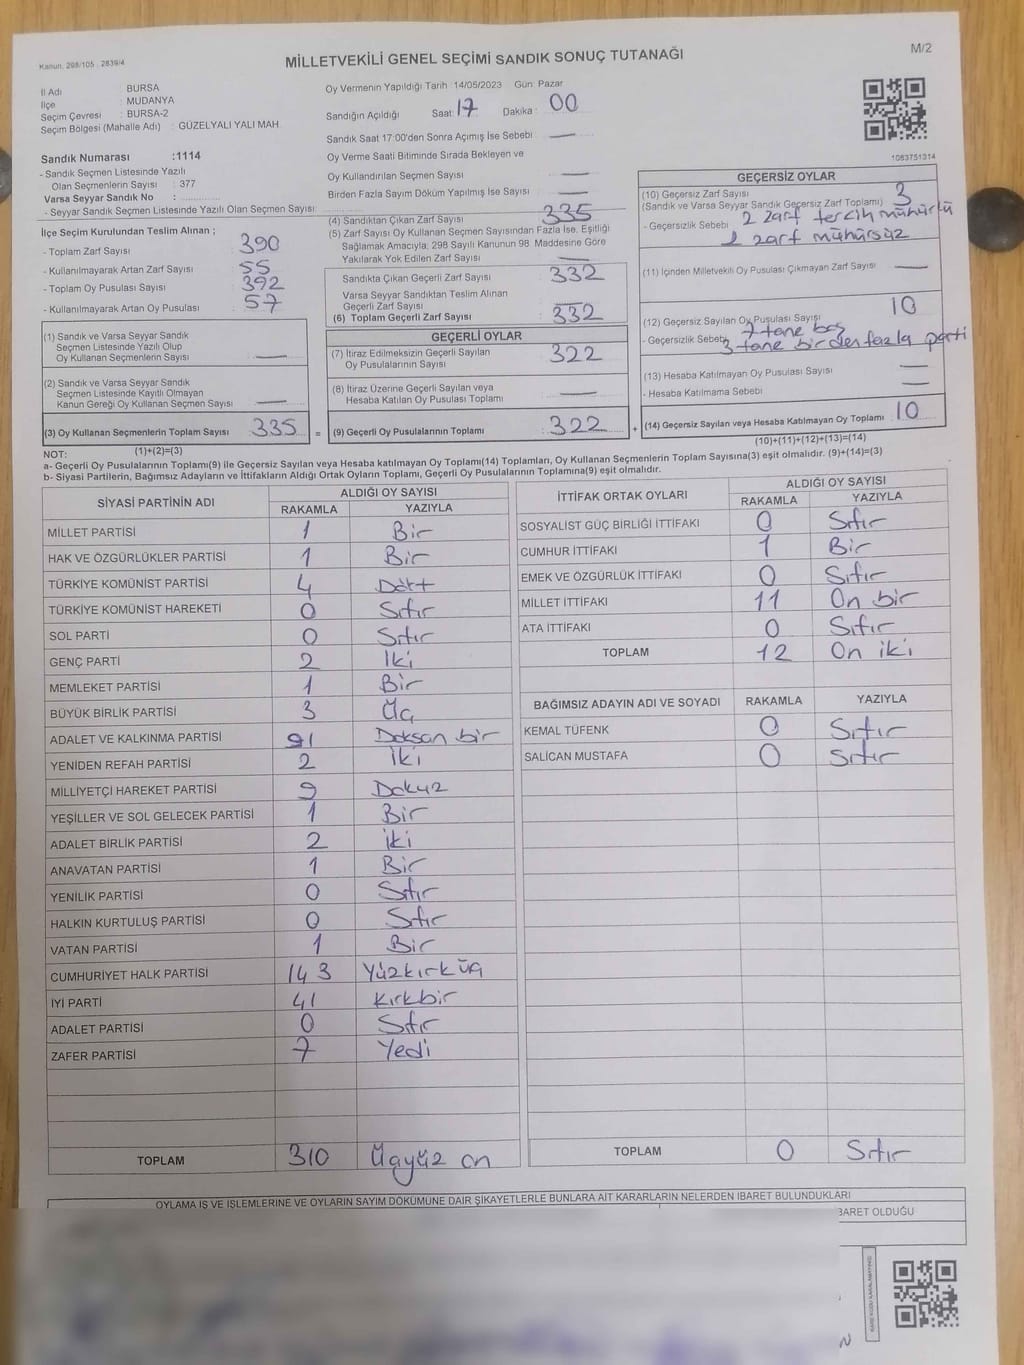 Kanun. 298/105 . 2839/4
MİLLETVEKİLİ GENEL SEÇİMİ SANDIK SONUÇ TUTANAĞI
M/2
İl Adı : BURSA
İlçe : MUDANYA
Seçim Çevresi : BURSA-2
Seçim Bölgesi (Mahalle Adı) : GÜZELYALI YALI MAH.
Sandık Numarası :1114
- Sandık Seçmen Listesinde Yazılı
Olan Seçmenlerin Sayısı : 377
Varsa Seyyar Sandık No :
- Seyyar Sandık Seçmen Listesinde Yazılı Olan Seçmen Sayısı:
Oy Vermenin Yapıldığı Tarih : 14/05/2023 Gün: Pazar
Sandığın Açıldığı Saat: 17 Dakika : 00
Sandık Saat 17:00'den Sonra Açımış İse Sebebi —
Oy Verme Saati Bitiminde Sırada Bekleyen ve
Oy Kullandırılan Seçmen Sayısı —
Birden Fazla Sayım Döküm Yapılmış İse Sayısı —
1083751314
İlçe Seçim Kurulundan Teslim Alınan ;
- Toplam Zarf Sayısı : 390
- Kullanılmayarak Artan Zarf Sayısı : 55
- Toplam Oy Pusulası Sayısı : 392
- Kullanılmayarak Artan Oy Pusulası : 57
(4) Sandıktan Çıkan Zarf Sayısı 335
(5) Zarf Sayısı Oy Kullanan Seçmen Sayısından Fazla İse, Eşitliği
Sağlamak Amacıyla; 298 Sayılı Kanunun 98. Maddesine Göre
Yakılarak Yok Edilen Zarf Sayısı —
Sandıkta Çıkan Geçerli Zarf Sayısı : 332
Varsa Seyyar Sandıktan Teslim Alınan
Geçerli Zarf Sayısı : —
(6) Toplam Geçerli Zarf Sayısı : 332
GEÇERSİZ OYLAR
(10) Geçersiz Zarf Sayısı 3
(Sandık ve Varsa Seyyar Sandık Geçersiz Zarf Toplamı)
- Geçersizlik Sebebi : 2 zarf tercih mühürlü
1 zarf mühürsüz
(11) İçinden Milletvekili Oy Pusulası Çıkmayan Zarf Sayısı —
(12) Geçersiz Sayılan Oy Pusulası Sayısı 10
- Geçersizlik Sebebi : 7 tane boş
3 tane birden fazla parti
(13) Hesaba Katılmayan Oy Pusulası Sayısı —
- Hesaba Katılmama Sebebi —
(14) Geçersiz Sayılan veya Hesaba Katılmayan Oy Toplamı : 10
(10)+(11)+(12)+(13)=(14)
(1) Sandık ve Varsa Seyyar Sandık
Seçmen Listesine Yazılı Olup
Oy Kullanan Seçmenlerin Sayısı : —
(2) Sandık ve Varsa Seyyar Sandık
Seçmen Listesinde Kayıtlı Olmayan
Kanun Gereği Oy Kullanan Seçmen Sayısı : —
(3) Oy Kullanan Seçmenlerin Toplam Sayısı : 335 =
(1)+(2)=(3)
GEÇERLİ OYLAR
(7) İtiraz Edilmeksizin Geçerli Sayılan
Oy Pusulalarının Sayısı : 322
(8) İtiraz Üzerine Geçerli Sayılan veya
Hesaba Katılan Oy Pusulası Toplamı : —
(9) Geçerli Oy Pusulalarının Toplamı : 322 +
NOT:
a- Geçerli Oy Pusulalarının Toplamı(9) ile Geçersiz Sayılan veya Hesaba katılmayan Oy Toplamı(14) Toplamları, Oy Kullanan Seçmenlerin Toplam Sayısına(3) eşit olmalıdır. (9)+(14)=(3)
b- Siyasi Partilerin, Bağımsız Adayların ve İttifakların Aldığı Ortak Oyların Toplamı, Geçerli Oy Pusulalarının Toplamına(9) eşit olmalıdır.
SİYASİ PARTİNİN ADI ALDIĞI OY SAYISI
RAKAMLA YAZIYLA
MİLLET PARTİSİ 1 Bir
HAK VE ÖZGÜRLÜKLER PARTİSİ 1 Bir
TÜRKİYE KOMÜNİST PARTİSİ 4 Dört
TÜRKİYE KOMÜNİST HAREKETİ 0 Sıfır
SOL PARTİ 0 Sıfır
GENÇ PARTİ 2 İki
MEMLEKET PARTİSİ 1 Bir
BÜYÜK BİRLİK PARTİSİ 3 Üç
ADALET VE KALKINMA PARTİSİ 91 Doksan bir
YENİDEN REFAH PARTİSİ 2 İki
MİLLİYETÇİ HAREKET PARTİSİ 9 Dokuz
YEŞİLLER VE SOL GELECEK PARTİSİ 1 Bir
ADALET BİRLİK PARTİSİ 2 İki
ANAVATAN PARTİSİ 1 Bir
YENİLİK PARTİSİ 0 Sıfır
HALKIN KURTULUŞ PARTİSİ 0 Sıfır
VATAN PARTİSİ 1 Bir
CUMHURİYET HALK PARTİSİ 143 Yüzkırk üç
İYİ PARTİ 41 Kırkbir
ADALET PARTİSİ 0 Sıfır
ZAFER PARTİSİ 7 Yedi
TOPLAM 310 Üçyüz on
İTTİFAK ORTAK OYLARI ALDIĞI OY SAYISI
RAKAMLA YAZIYLA
SOSYALİST GÜÇ BİRLİĞİ İTTİFAKI 0 Sıfır
CUMHUR İTTİFAKI 1 Bir
EMEK VE ÖZGÜRLÜK İTTİFAKI 0 Sıfır
MİLLET İTTİFAKI 11 On bir
ATA İTTİFAKI 0 Sıfır
TOPLAM 12 On iki
BAĞIMSIZ ADAYIN ADI VE SOYADI RAKAMLA YAZIYLA
KEMAL TÜFENK 0 Sıfır
SALİCAN MUSTAFA 0 Sıfır
TOPLAM 0 Sıfır
OYLAMA İŞ VE İŞLEMLERİNE VE OYLARIN SAYIM DÖKÜMÜNE DAİR ŞİKAYETLERLE BUNLARA AİT KARARLARIN NELERDEN İBARET BULUNDUKLARI
BARET OLDUĞU